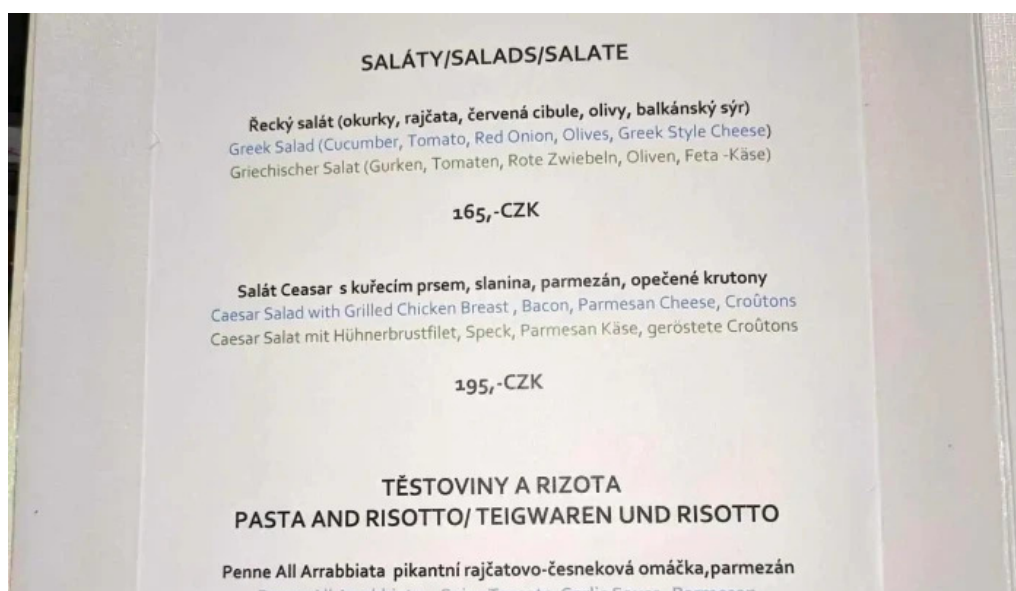 SALÁTY/SALADS/SALATE
Řecký salát (okurky, rajčata, červená cibule, olivy, balkánský sýr)
Greek Salad (Cucumber, Tomato, Red Onion, Olives, Greek Style Cheese)
Griechischer Salat (Gurken, Tomaten, Rote Zwiebeln, Oliven, Feta -Käse)
165,-CZK
Salát Ceasar s kuřecím prsem, slanina, parmezán, opečené krutony
Caesar Salad with Grilled Chicken Breast , Bacon, Parmesan Cheese, Croûtons
Caesar Salat mit Hühnerbrustfilet, Speck, Parmesan Käse, geröstete Croûtons
195,-CZK
TĚSTOVINY A RIZOTA
PASTA AND RISOTTO/ TEIGWAREN UND RISOTTO
Penne All Arrabbiata pikantní rajčatovo-česneková omáčka,parmezán